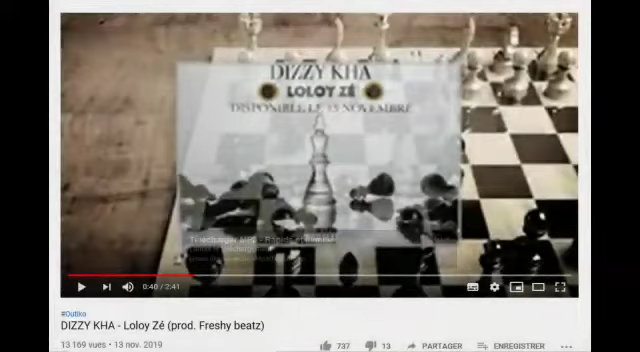 DIZZY KHA
LOLOY ZÉ
DISPONIBLE LE 15 NOVEMBRE
0:40 / 2:41
#Outiko
DIZZY KHA - Loloy Zé (prod. Freshy beatz)
13 169 vues • 13 nov. 2019
737
13
PARTAGER
ENREGISTRER